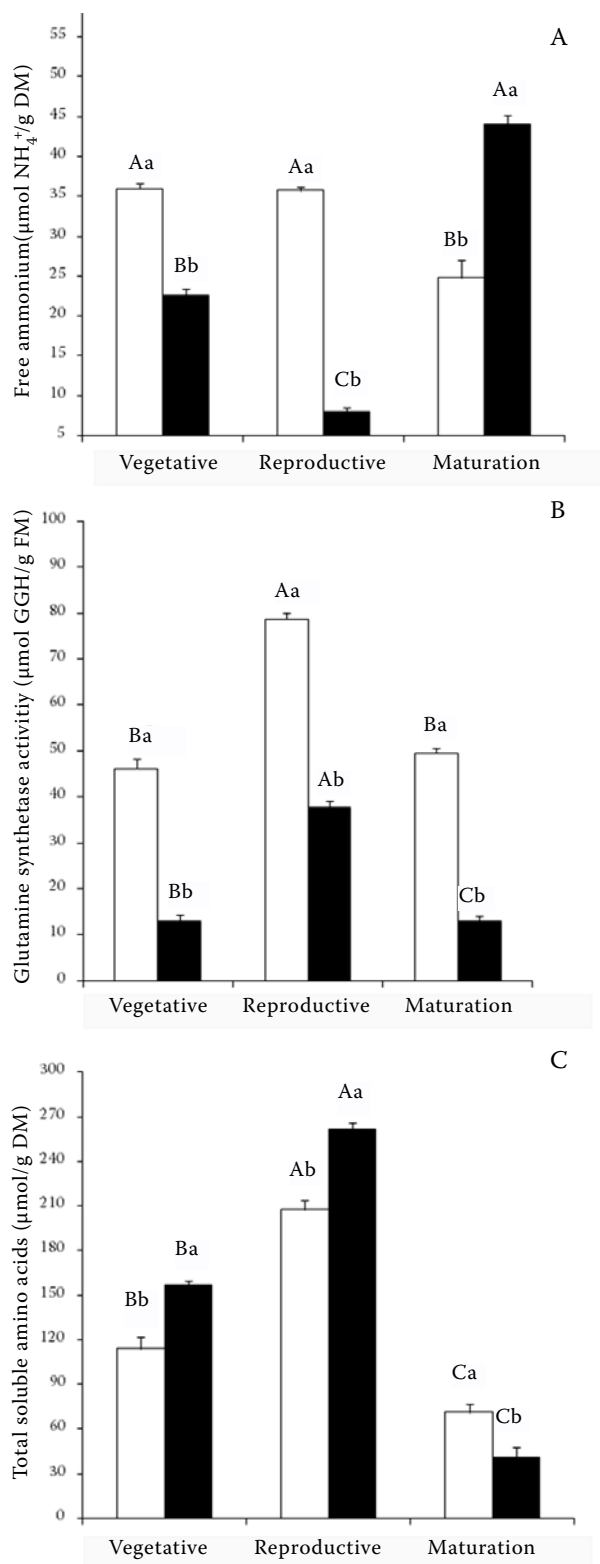 A
Free ammonium(μmol NH₄⁺/g DM)
55
50
45
40
35
30
25
20
15
10
5
Aa
Bb
Aa
Cb
Bb
Aa
Vegetative Reproductive Maturation
B
Glutamine synthetase activitiy (μmol GGH/g FM)
100
90
80
70
60
50
40
30
20
10
0
Ba
Bb
Aa
Ab
Ba
Cb
Vegetative Reproductive Maturation
C
Total soluble amino acids (μmol/g DM)
300
270
240
210
180
150
120
90
60
30
0
Bb
Ba
Ab
Aa
Ca
Cb
Vegetative Reproductive Maturation